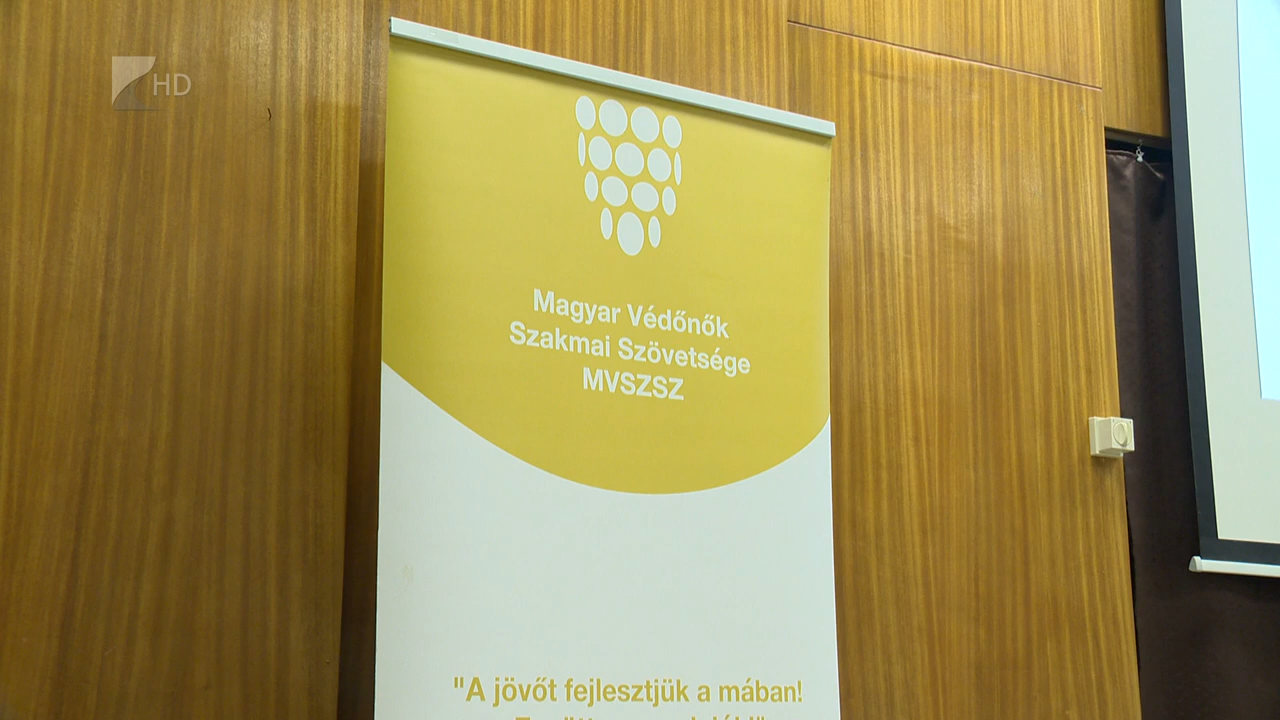 HD
Magyar Védőnők
Szakmai Szövetsége
MVSZSZ
"A jövőt fejlesztjük a mában!